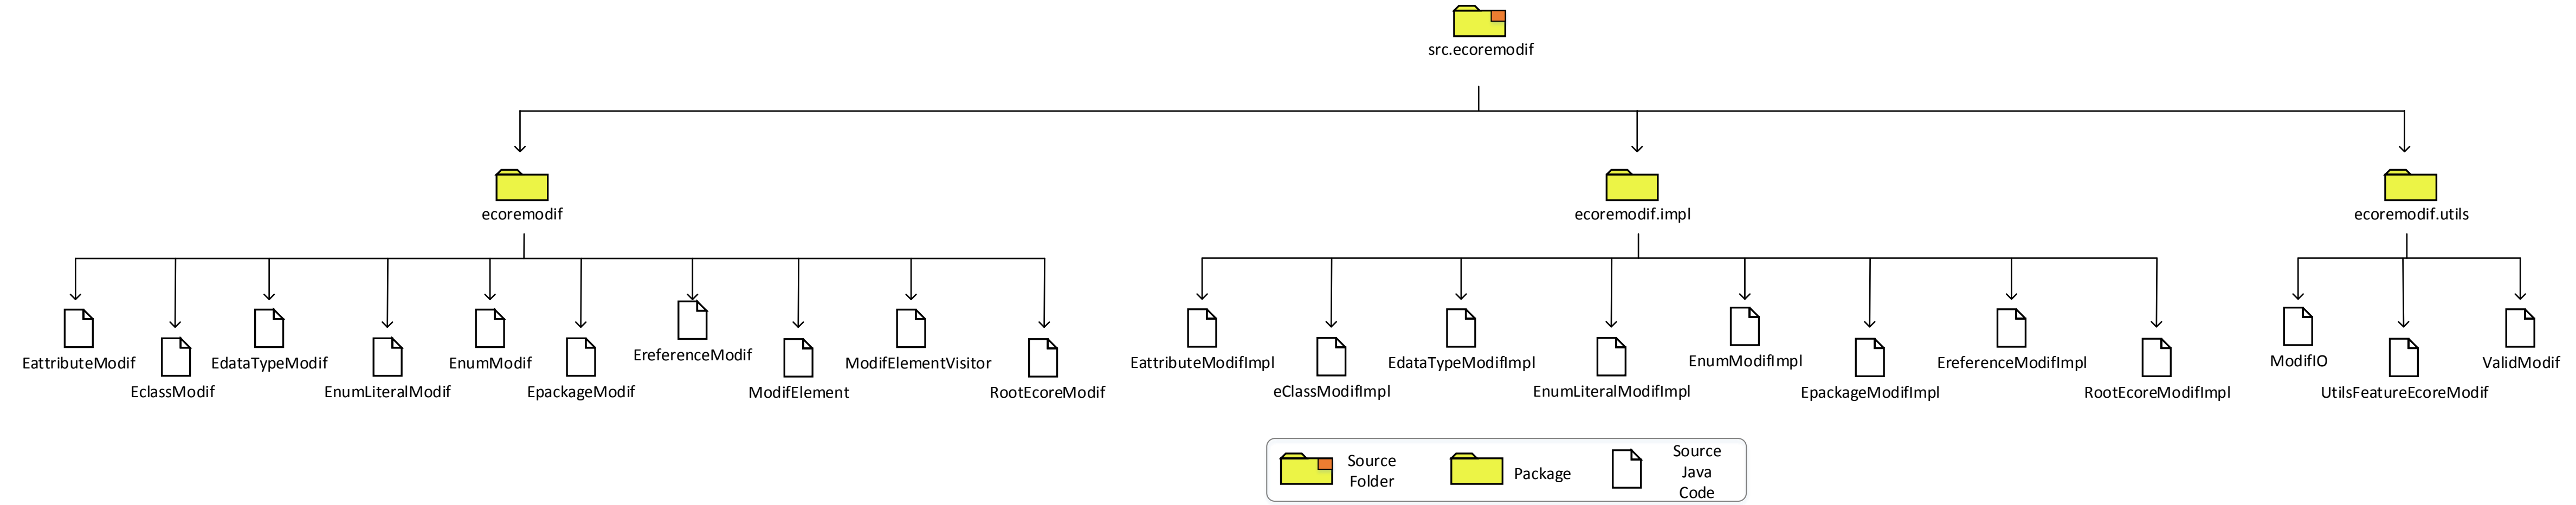 src.ecoremodif
ecoremodif
ecoremodif.impl
ecoremodif.utils
EattributeModif
EclassModif
EdataTypeModif
EnumLiteralModif
EnumModif
EpackageModif
EreferenceModif
ModifElement
ModifElementVisitor
RootEcoreModif
EattributeModifImpl
eClassModifImpl
EdataTypeModifImpl
EnumLiteralModifImpl
EnumModifImpl
EpackageModifImpl
EreferenceModifImpl
RootEcoreModifImpl
ModifIO
UtilsFeatureEcoreModif
ValidModif
Source
Folder
Package
Source
Java
Code